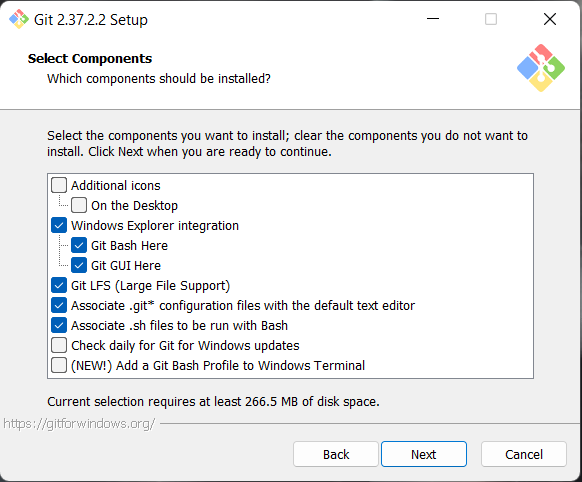 Git 2.37.2.2 Setup
Select Components
Which components should be installed?
Select the components you want to install; clear the components you do not want to
install. Click Next when you are ready to continue.
Additional icons
On the Desktop
Windows Explorer integration
Git Bash Here
Git GUI Here
Git LFS (Large File Support)
Associate .git* configuration files with the default text editor
Associate .sh files to be run with Bash
Check daily for Git for Windows updates
(NEW!) Add a Git Bash Profile to Windows Terminal
Current selection requires at least 266.5 MB of disk space.
https://gitforwindows.org/
Back Next Cancel